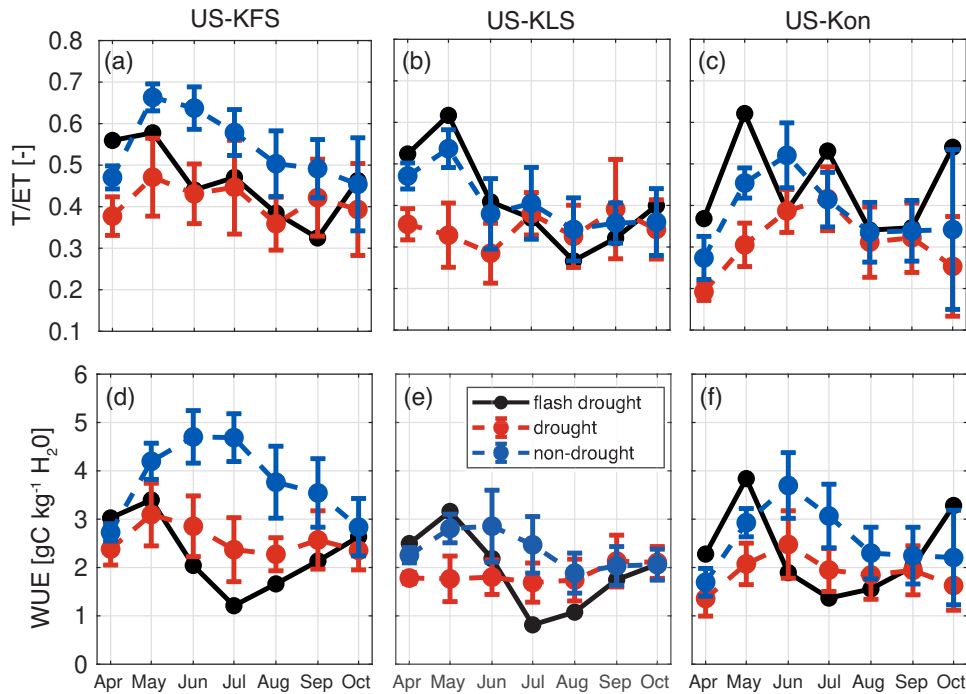 US-KFS US-KLS US-Kon
(a) (b) (c)
T/ET [-]
0.8
0.7
0.6
0.5
0.4
0.3
0.2
0.1
(d) (e) (f)
WUE [gC kg⁻¹ H₂0]
6
5
4
3
2
1
0
flash drought
drought
non-drought
Apr May Jun Jul Aug Sep Oct Apr May Jun Jul Aug Sep Oct Apr May Jun Jul Aug Sep Oct